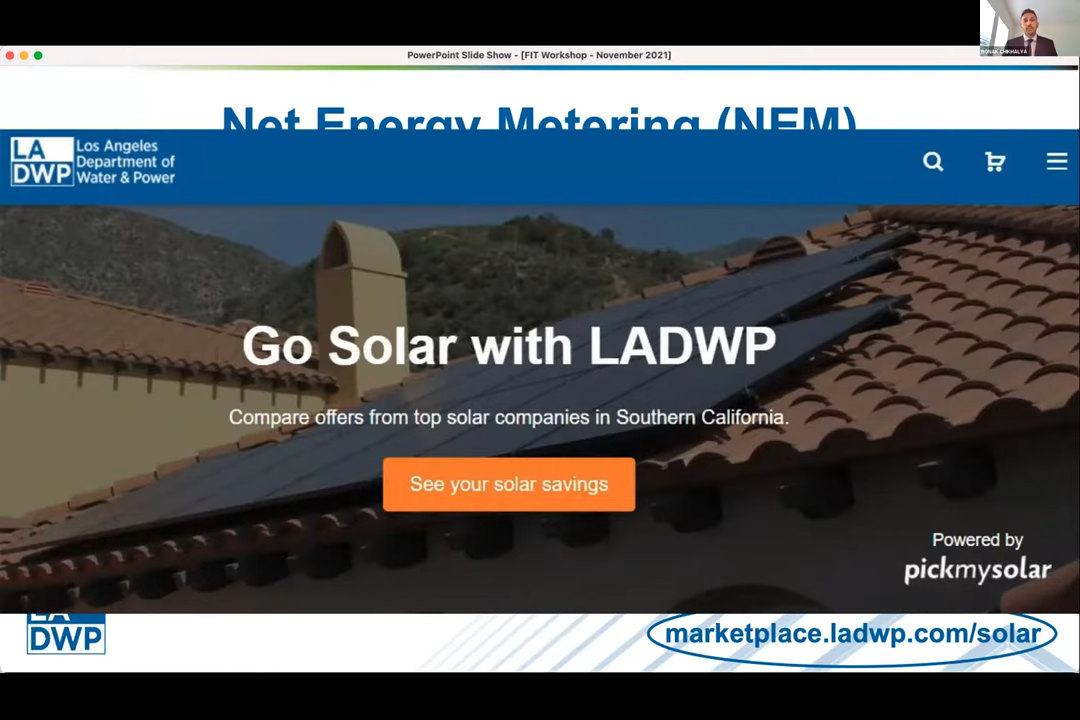 PowerPoint Slide Show - [FIT Workshop - November 2021]
RONAK CHIKHALYA
Net Energy Metering (NEM)
LA
DWP
Los Angeles
Department of
Water & Power
Go Solar with LADWP
Compare offers from top solar companies in Southern California.
See your solar savings
Powered by
pickmysolar
LA
DWP
marketplace.ladwp.com/solar